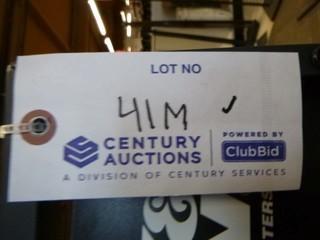 LOT NO
41M ✓
CENTURY AUCTIONS
POWERED BY
ClubBid
A DIVISION OF CENTURY SERVICES